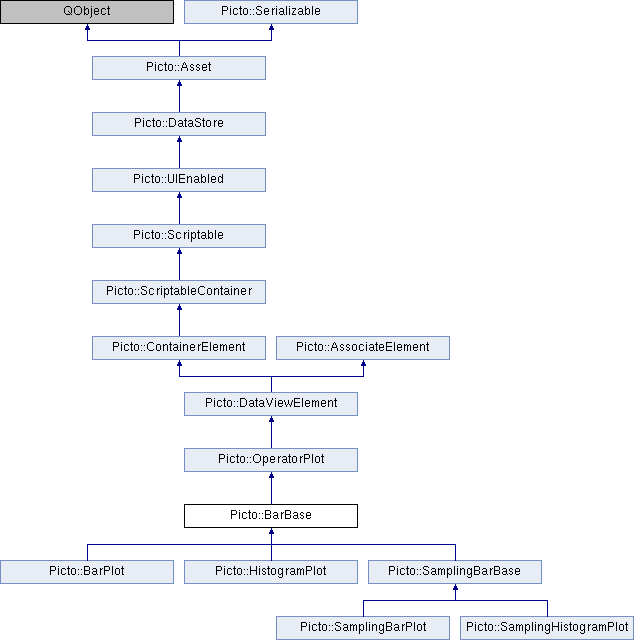 QObject
Picto::Serializable
Picto::Asset
Picto::DataStore
Picto::UIEnabled
Picto::Scriptable
Picto::ScriptableContainer
Picto::ContainerElement
Picto::AssociateElement
Picto::DataViewElement
Picto::OperatorPlot
Picto::BarBase
Picto::BarPlot
Picto::HistogramPlot
Picto::SamplingBarBase
Picto::SamplingBarPlot
Picto::SamplingHistogramPlot